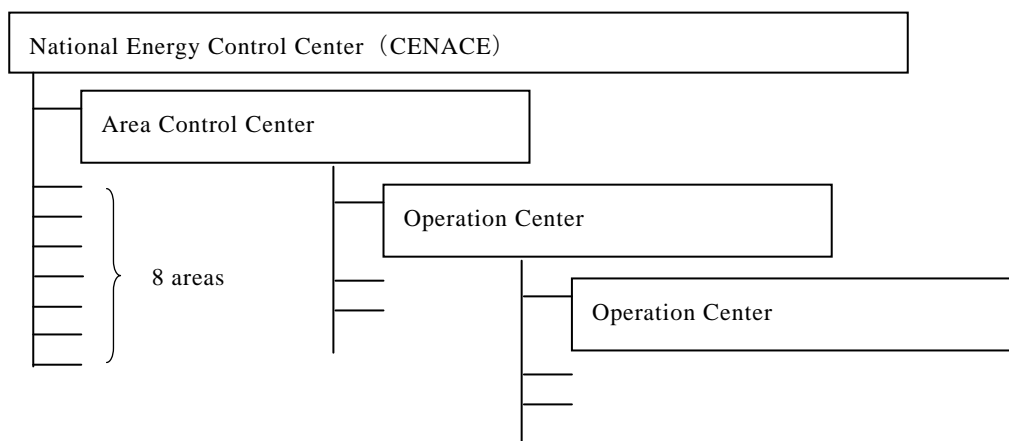 National Energy Control Center（CENACE）
Area Control Center
Operation Center
8 areas
Operation Center